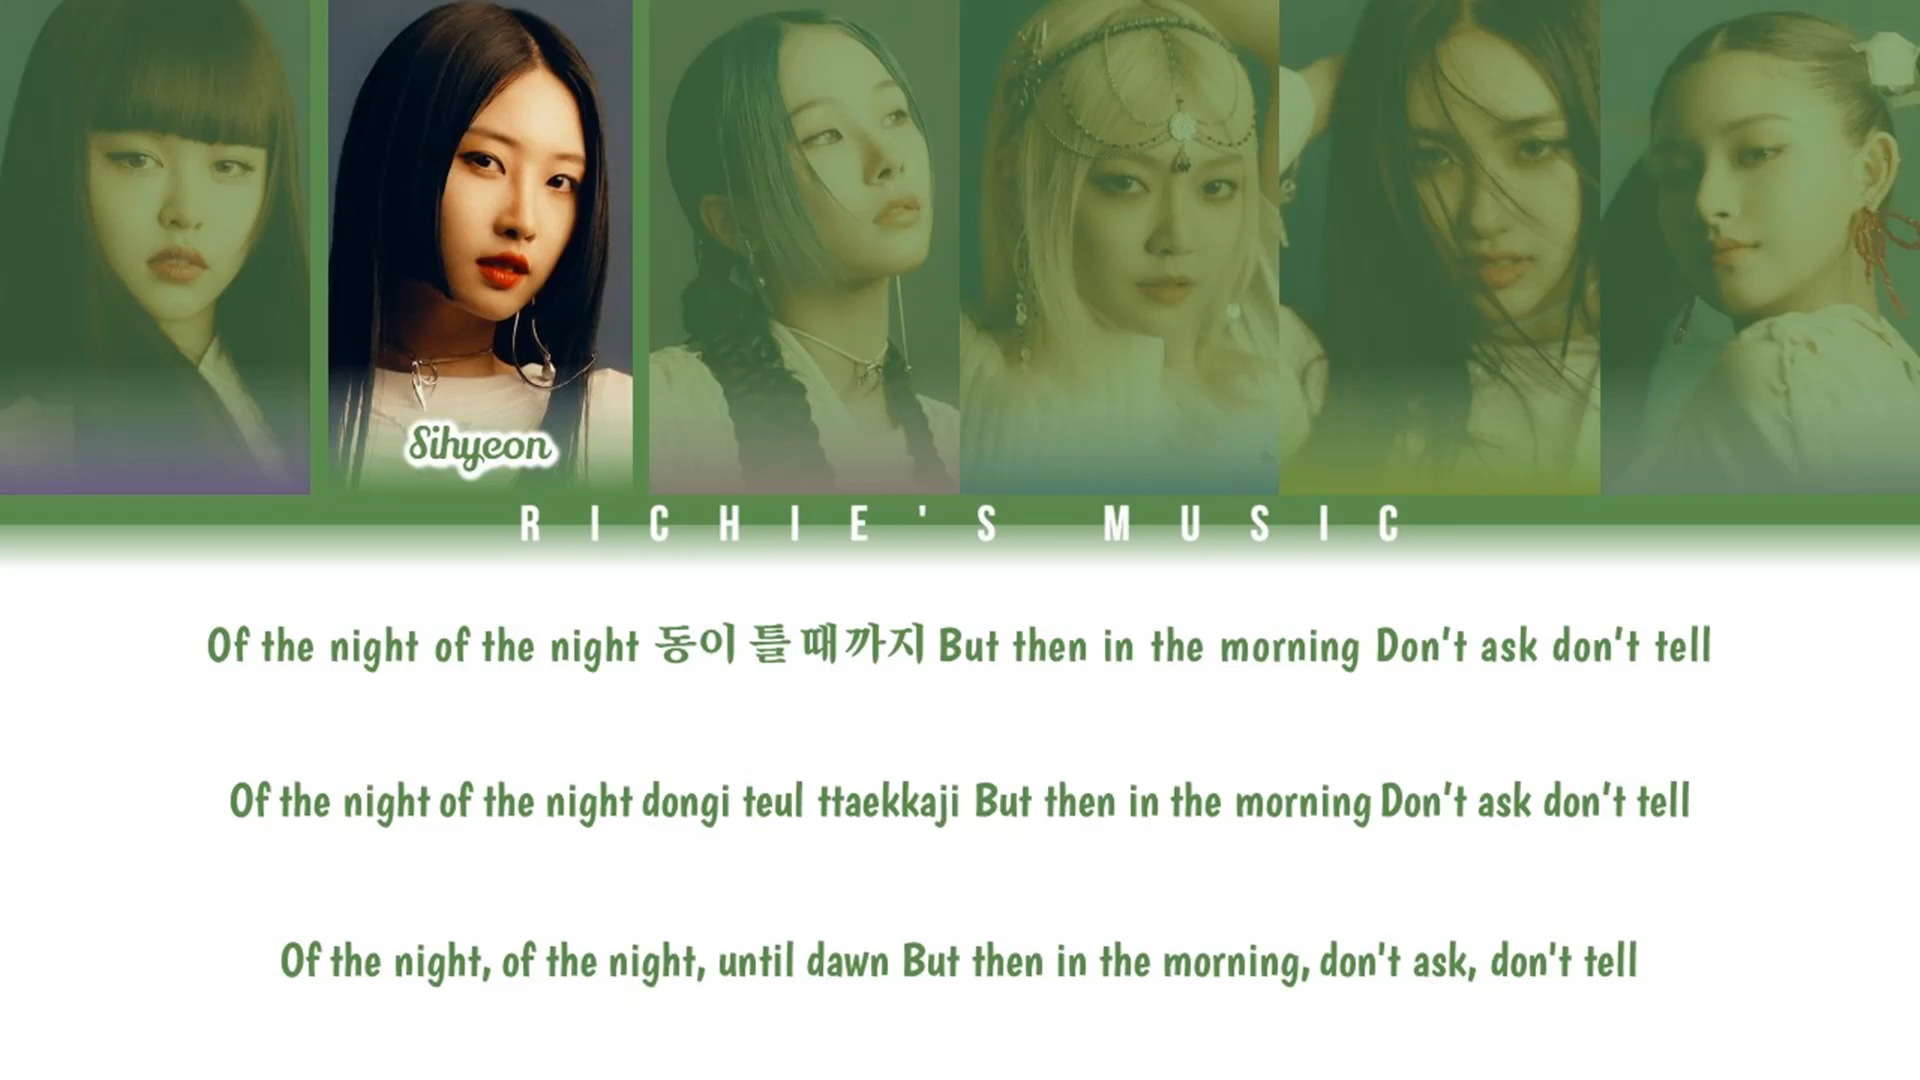 Sihyeon
RICHIE'S MUSIC
Of the night of the night 동이 틀 때까지 But then in the morning Don't ask don't tell
Of the night of the night dongi teul ttaekkaji But then in the morning Don't ask don't tell
Of the night, of the night, until dawn But then in the morning, don't ask, don't tell